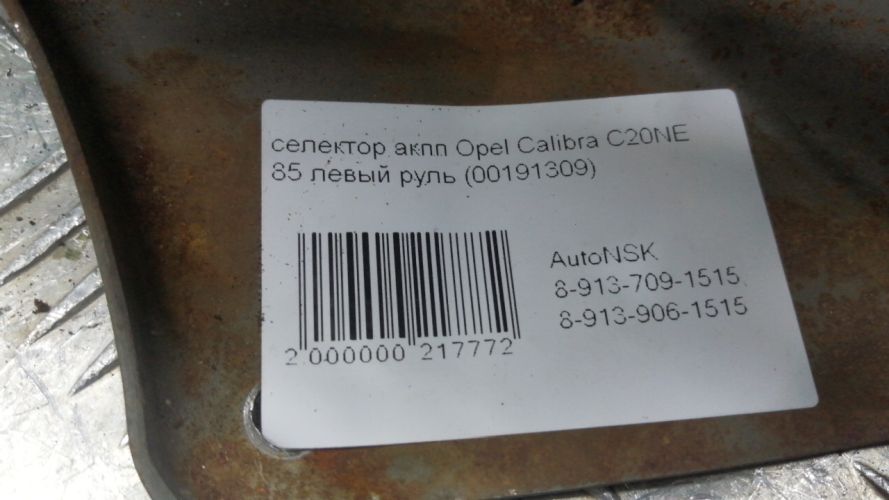 селектор акпп Opel Calibra C20NE
85 левый руль (00191309)
AutoNSK
8-913-709-1515,
8-913-906-1515
2 000000 217772